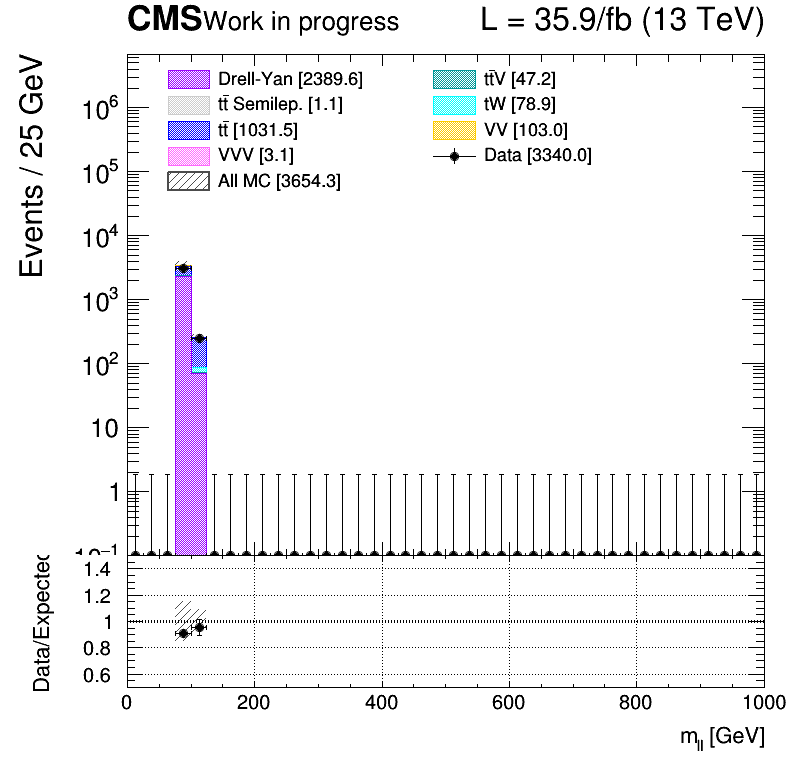 CMS Work in progress L = 35.9/fb (13 TeV)
Events / 25 GeV
Drell-Yan [2389.6]
tt̄ Semilep. [1.1]
tt̄ [1031.5]
VVV [3.1]
All MC [3654.3]
tt̄V [47.2]
tW [78.9]
VV [103.0]
Data [3340.0]
10⁶
10⁵
10⁴
10³
10²
10
1
10⁻¹
Data/Expected
1.4
1.2
1
0.8
0.6
0 200 400 600 800 1000
m_ll [GeV]